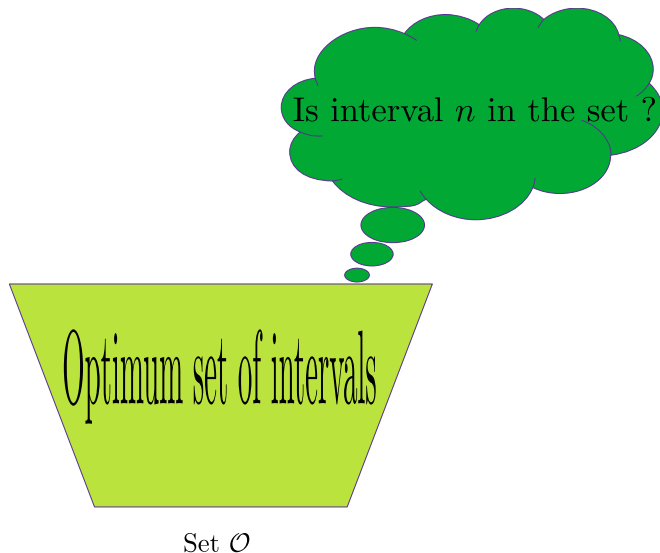 Is interval n in the set ?
Optimum set of intervals
Set 𝒪